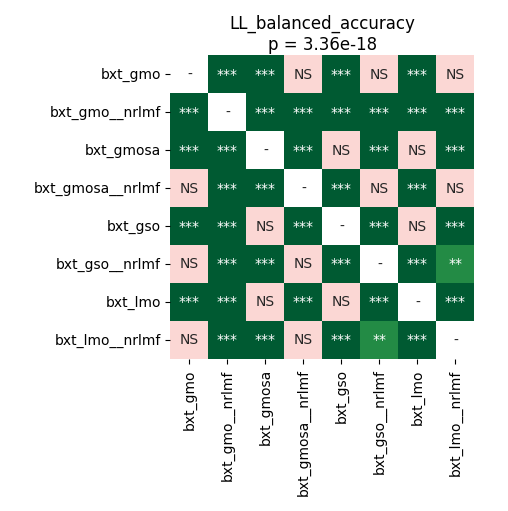 LL_balanced_accuracy
p = 3.36e-18
bxt_gmo - *** *** NS *** NS *** NS
bxt_gmo__nrlmf *** - *** *** *** *** *** ***
bxt_gmosa *** *** - *** NS *** NS ***
bxt_gmosa__nrlmf NS *** *** - *** NS *** NS
bxt_gso *** *** NS *** - *** NS ***
bxt_gso__nrlmf NS *** *** NS *** - *** **
bxt_lmo *** *** NS *** NS *** - ***
bxt_lmo__nrlmf NS *** *** NS *** ** *** -
bxt_gmo
bxt_gmo__nrlmf
bxt_gmosa
bxt_gmosa__nrlmf
bxt_gso
bxt_gso__nrlmf
bxt_lmo
bxt_lmo__nrlmf